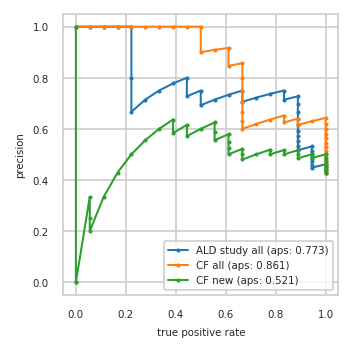 1.0
0.8
0.6
0.4
0.2
0.0
precision
ALD study all (aps: 0.773)
CF all (aps: 0.861)
CF new (aps: 0.521)
0.0 0.2 0.4 0.6 0.8 1.0
true positive rate